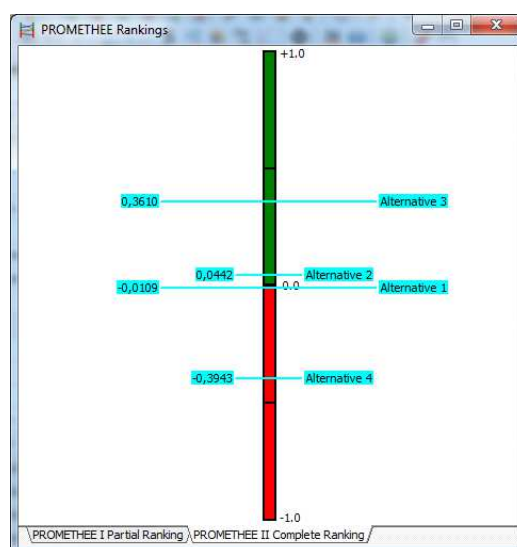 PROMETHEE Rankings
+1.0
0,3610 Alternative 3
0,0442 Alternative 2
0.0
-0,0109 Alternative 1
-0,3943 Alternative 4
-1.0
PROMETHEE I Partial Ranking PROMETHEE II Complete Ranking